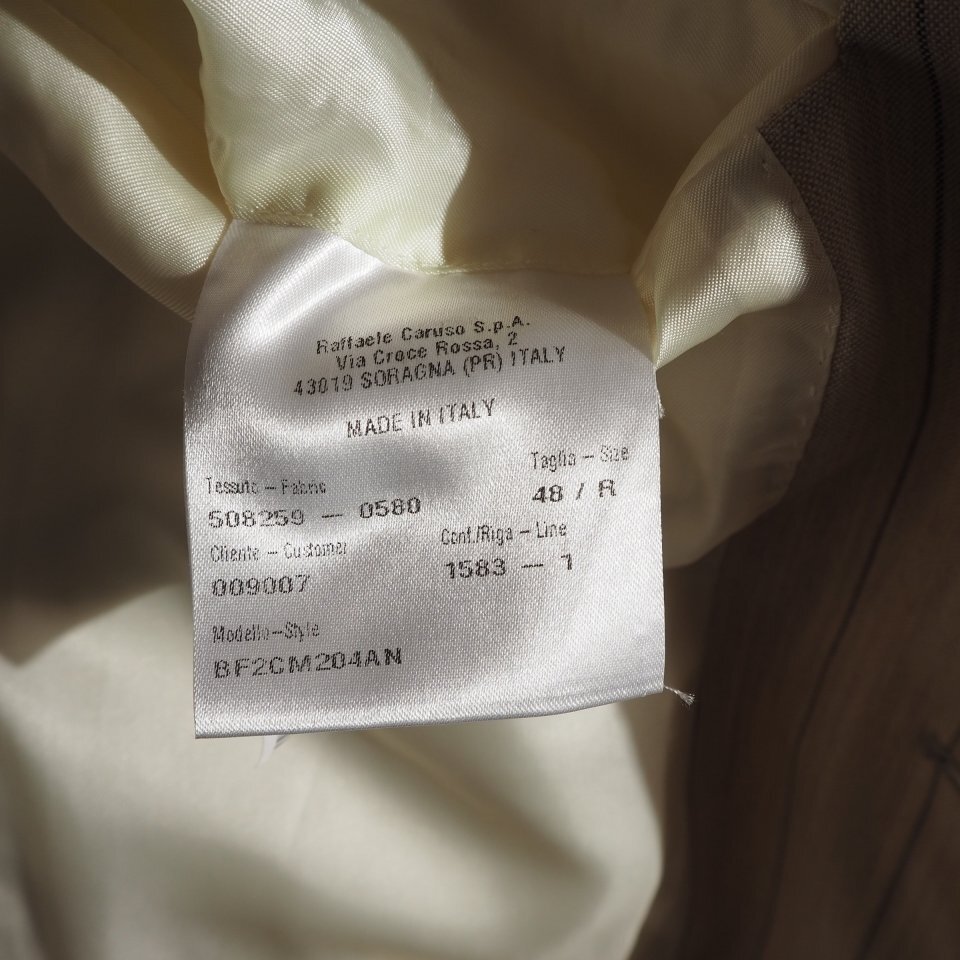 Raffaele Caruso S.p.A.
Via Croce Rossa, 2
43019 SORAGNA (PR) ITALY
MADE IN ITALY
Taglia – Size
48 / R
Tessuto – Fabric
508259 — 0580
Conf./Riga – Line
1583 — 1
Cliente – Customer
009007
Modello–Style
BF2CM204AN